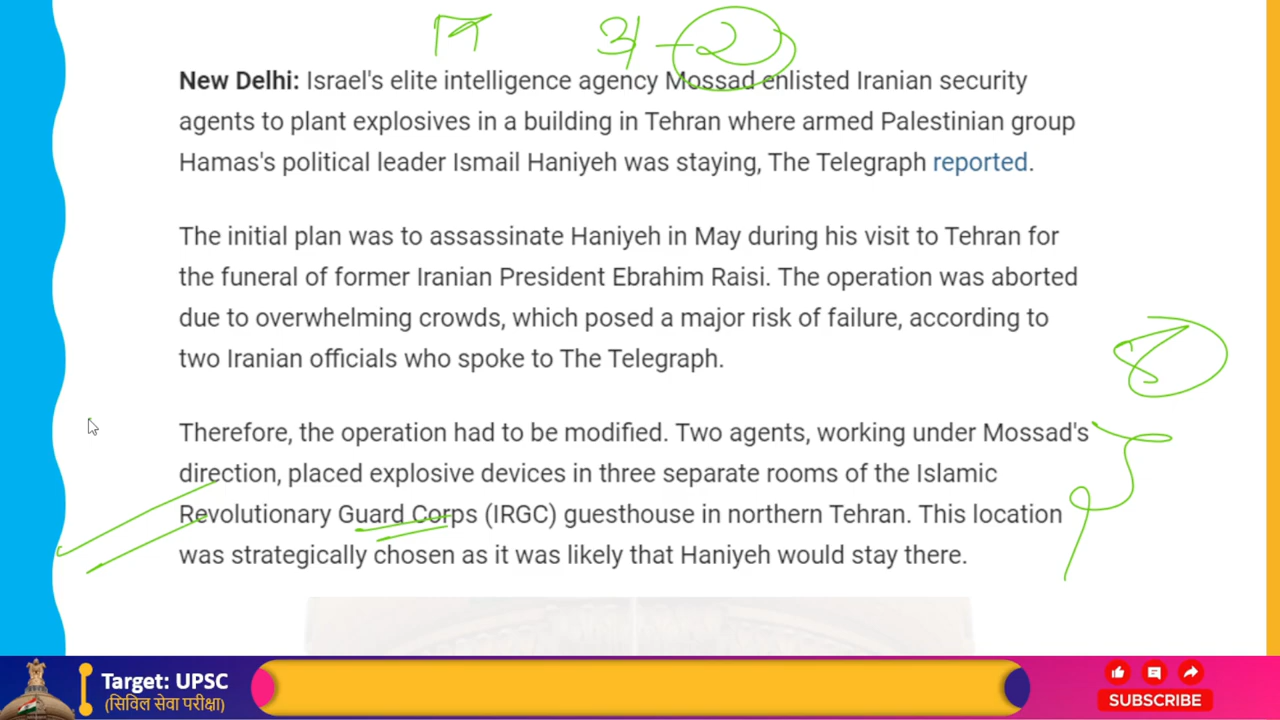 3 - 2
New Delhi: Israel's elite intelligence agency Mossad enlisted Iranian security
agents to plant explosives in a building in Tehran where armed Palestinian group
Hamas's political leader Ismail Haniyeh was staying, The Telegraph reported.
The initial plan was to assassinate Haniyeh in May during his visit to Tehran for
the funeral of former Iranian President Ebrahim Raisi. The operation was aborted
due to overwhelming crowds, which posed a major risk of failure, according to
two Iranian officials who spoke to The Telegraph.
Therefore, the operation had to be modified. Two agents, working under Mossad's
direction, placed explosive devices in three separate rooms of the Islamic
Revolutionary Guard Corps (IRGC) guesthouse in northern Tehran. This location
was strategically chosen as it was likely that Haniyeh would stay there.
Target: UPSC
(सिविल सेवा परीक्षा)
SUBSCRIBE